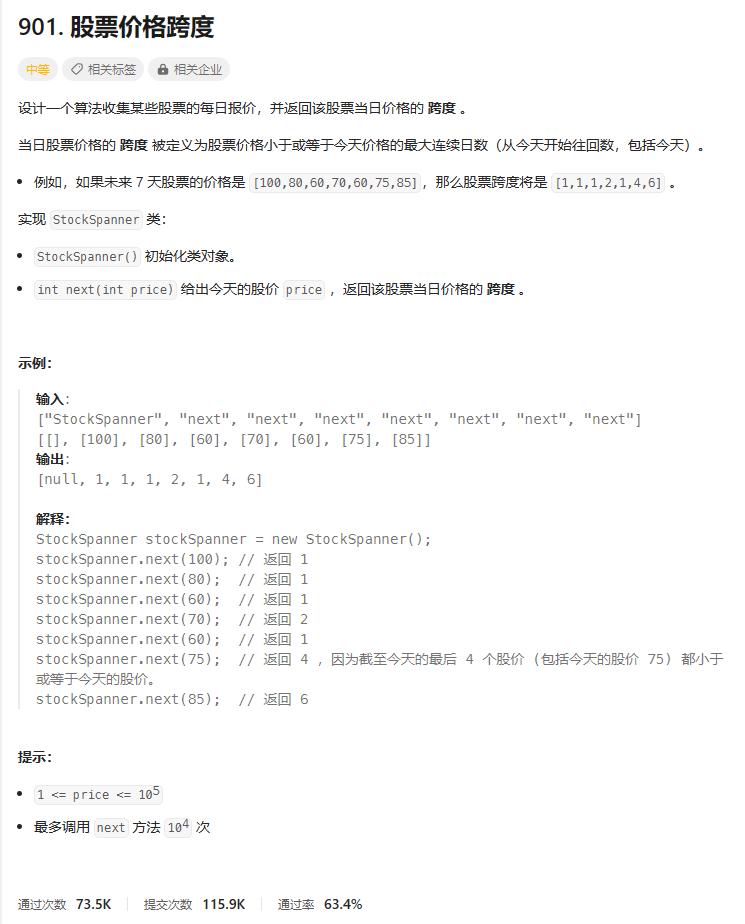 901. 股票价格跨度
中等 相关标签 相关企业
设计一个算法收集某些股票的每日报价，并返回该股票当日价格的 跨度 。
当日股票价格的 跨度 被定义为股票价格小于或等于今天价格的最大连续日数（从今天开始往回数，包括今天）。
• 例如，如果未来 7 天股票的价格是 [100,80,60,70,60,75,85]，那么股票跨度将是 [1,1,1,2,1,4,6] 。
实现 StockSpanner 类：
• StockSpanner() 初始化类对象。
• int next(int price) 给出今天的股价 price ，返回该股票当日价格的 跨度 。
示例：
输入：
["StockSpanner", "next", "next", "next", "next", "next", "next", "next"]
[[], [100], [80], [60], [70], [60], [75], [85]]
输出：
[null, 1, 1, 1, 2, 1, 4, 6]
解释：
StockSpanner stockSpanner = new StockSpanner();
stockSpanner.next(100); // 返回 1
stockSpanner.next(80);  // 返回 1
stockSpanner.next(60);  // 返回 1
stockSpanner.next(70);  // 返回 2
stockSpanner.next(60);  // 返回 1
stockSpanner.next(75);  // 返回 4 ，因为截至今天的最后 4 个股价 (包括今天的股价 75) 都小于
或等于今天的股价。
stockSpanner.next(85);  // 返回 6
提示：
• 1 <= price <= 10⁵
• 最多调用 next 方法 10⁴ 次
通过次数 73.5K 提交次数 115.9K 通过率 63.4%